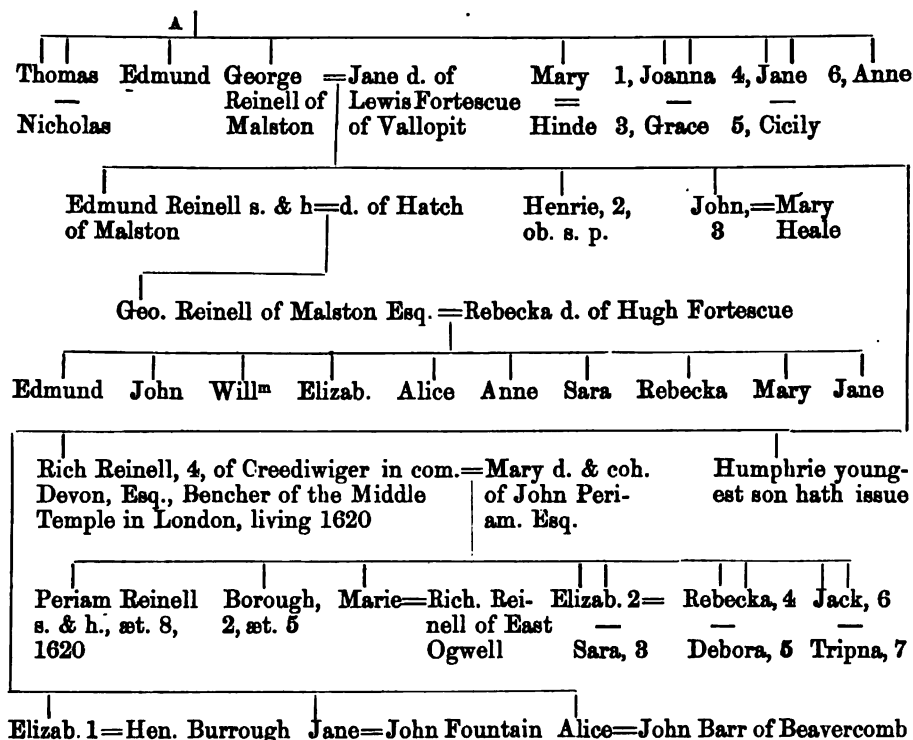 A
Thomas Edmund George =Jane d. of Mary 1, Joanna 4, Jane 6, Anne
— Reinell of Lewis Fortescue = — —
Nicholas Malston of Vallopit Hinde 3, Grace 5, Cicily
Edmund Reinell s. & h=d. of Hatch Henrie, 2, John,=Mary
of Malston ob. s. p. 3 Heale
Geo. Reinell of Malston Esq. =Rebecka d. of Hugh Fortescue
Edmund John Willm Elizab. Alice Anne Sara Rebecka Mary Jane
Rich Reinell, 4, of Creediwiger in com.=Mary d. & coh. Humphrie young-
Devon, Esq., Bencher of the Middle of John Peri- est son hath issue
Temple in London, living 1620 am. Esq.
Periam Reinell Borough, Marie=Rich. Rei- Elizab. 2= Rebecka, 4 Jack, 6
s. & h., æt. 8, 2, æt. 5 nell of East — — —
1620 Ogwell Sara, 3 Debora, 5 Tripna, 7
Elizab. 1=Hen. Burrough Jane=John Fountain Alice=John Barr of Beavercomb